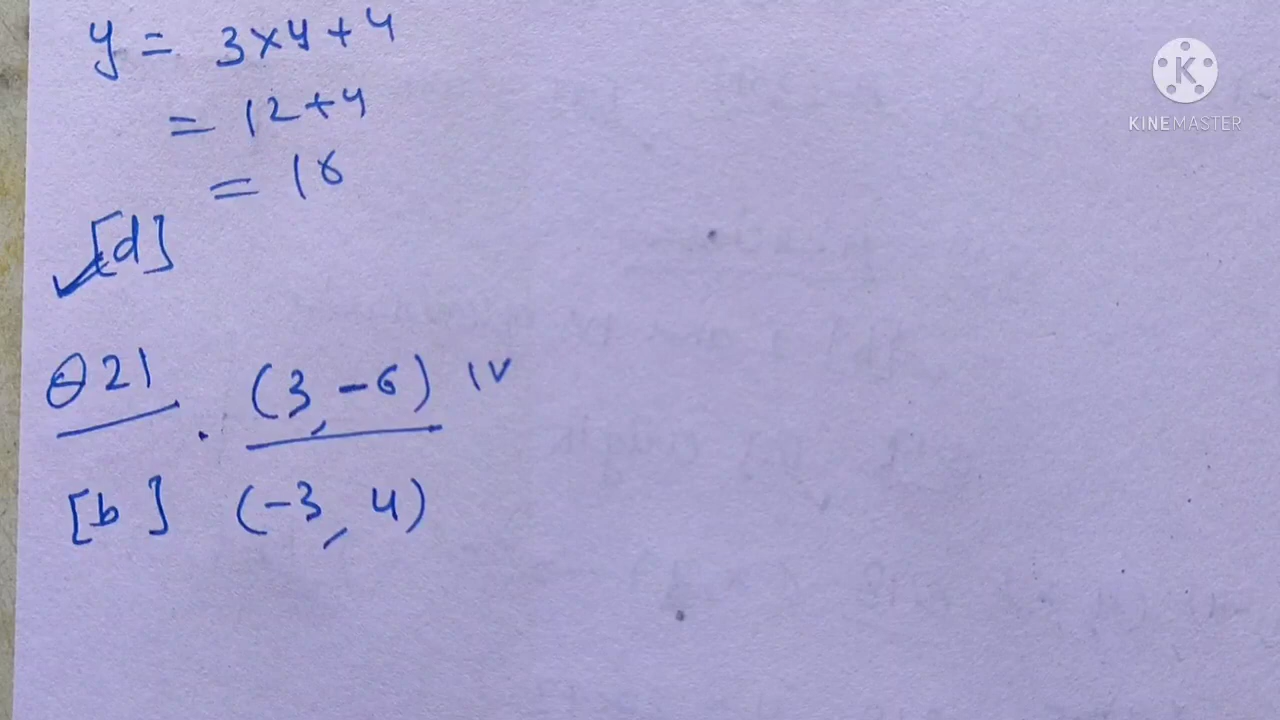 y = 3×4+4
= 12+4
= 16
[d]
Q21. (3,-6) IV
[b] (-3, 4)
K
KINEMASTER